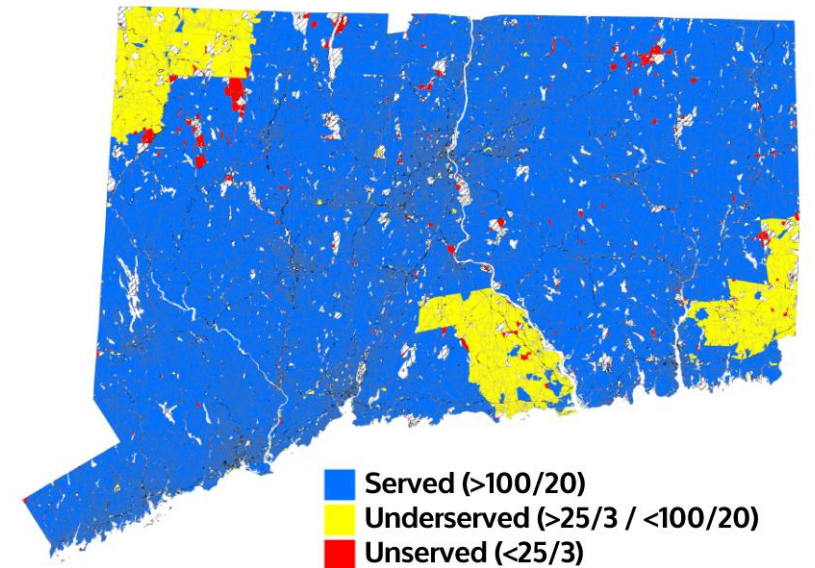 Served (>100/20)
Underserved (>25/3 / <100/20)
Unserved (<25/3)